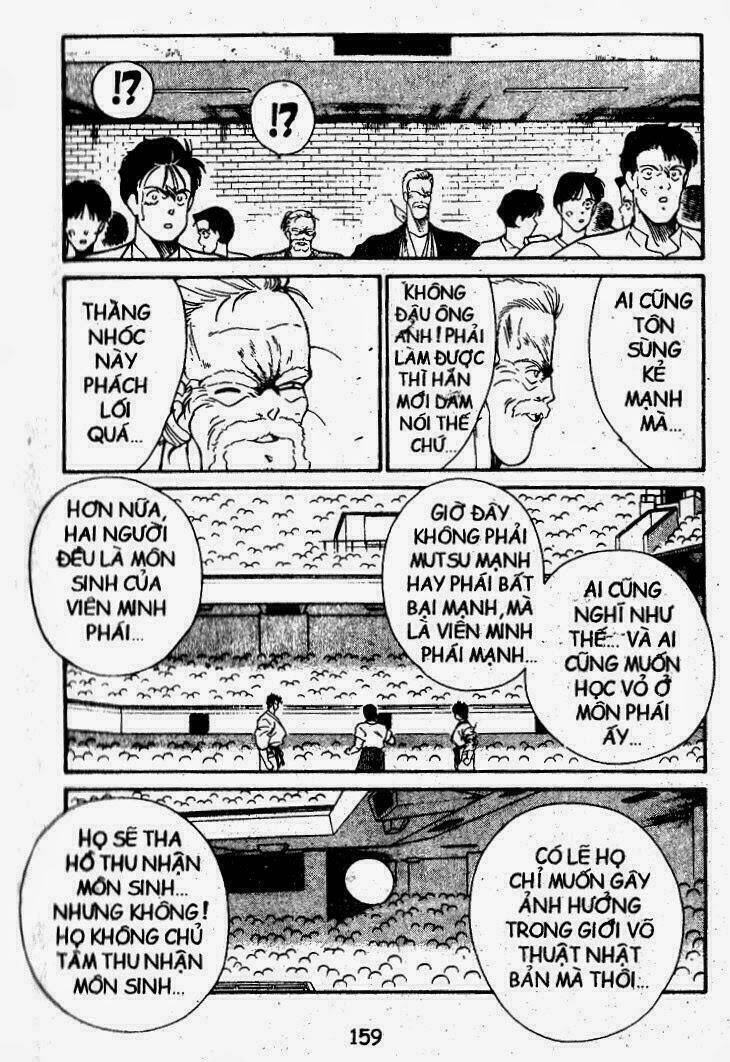 !?
!?
THẰNG
NHÓC
NÀY
PHÁCH
LỐI
QUÁ...
KHÔNG
ĐÂU ÔNG
ANH! PHẢI
LÀM ĐƯỢC
THÌ HẮN
MỚI DÁM
NÓI THẾ
CHỨ...
AI CŨNG
TÔN
SÙNG
KẺ
MẠNH
MÀ...
HƠN NỮA,
HAI NGƯỜI
ĐỀU LÀ MÔN
SINH CỦA
VIÊN MINH
PHÁI...
GIỜ ĐÂY
KHÔNG PHẢI
MUTSU MẠNH
HAY PHÁI BẤT
BẠI MẠNH, MÀ
LÀ VIÊN MINH
PHÁI MẠNH...
AI CŨNG
NGHĨ NHƯ
THẾ... VÀ AI
CŨNG MUỐN
HỌC VỎ Ở
MÔN PHÁI
ẤY...
HỌ SẼ THA
HỒ THU NHẬN
MÔN SINH...
NHƯNG KHÔNG!
HỌ KHÔNG CHỦ
TÂM THU NHẬN
MÔN SINH...
CÓ LẼ HỌ
CHỈ MUỐN GÂY
ẢNH HƯỞNG
TRONG GIỚI VÕ
THUẬT NHẬT
BẢN MÀ THÔI...
159